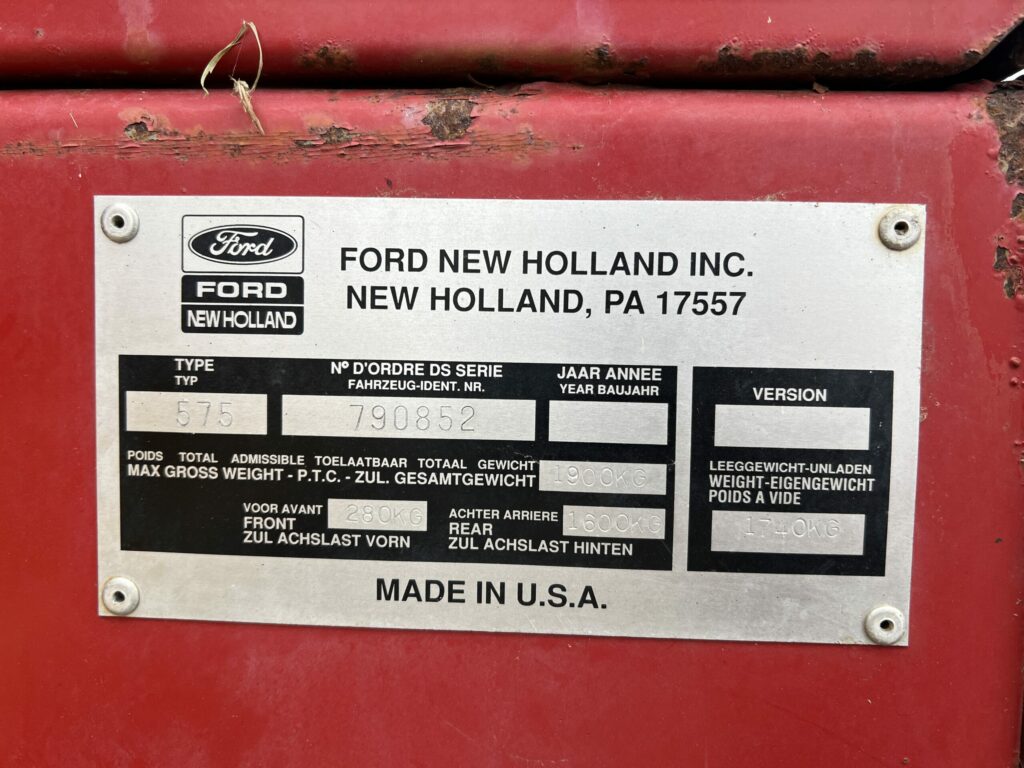 Ford
FORD
NEW HOLLAND
FORD NEW HOLLAND INC.
NEW HOLLAND, PA 17557
TYPE
TYP
575
Nº D'ORDRE DS SERIE
FAHRZEUG-IDENT. NR.
790852
JAAR ANNEE
YEAR BAUJAHR
POIDS TOTAL ADMISSIBLE TOELAATBAAR TOTAAL GEWICHT
MAX GROSS WEIGHT - P.T.C. - ZUL. GESAMTGEWICHT
1900KG
VOOR AVANT
FRONT
ZUL ACHSLAST VORN
280KG
ACHTER ARRIERE
REAR
ZUL ACHSLAST HINTEN
1600KG
VERSION
LEEGGEWICHT-UNLADEN
WEIGHT-EIGENGEWICHT
POIDS A VIDE
1740KG
MADE IN U.S.A.